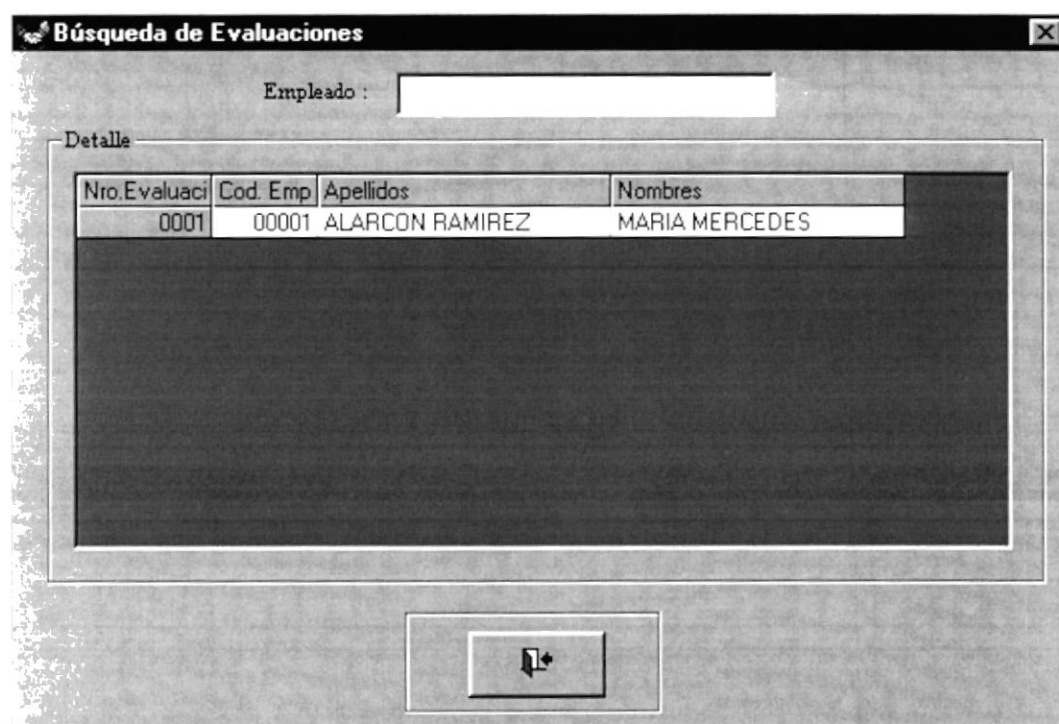 Búsqueda de Evaluaciones
Empleado :
Detalle
Nro.Evaluaci Cod. Emp Apellidos Nombres
0001 00001 ALARCON RAMIREZ MARIA MERCEDES